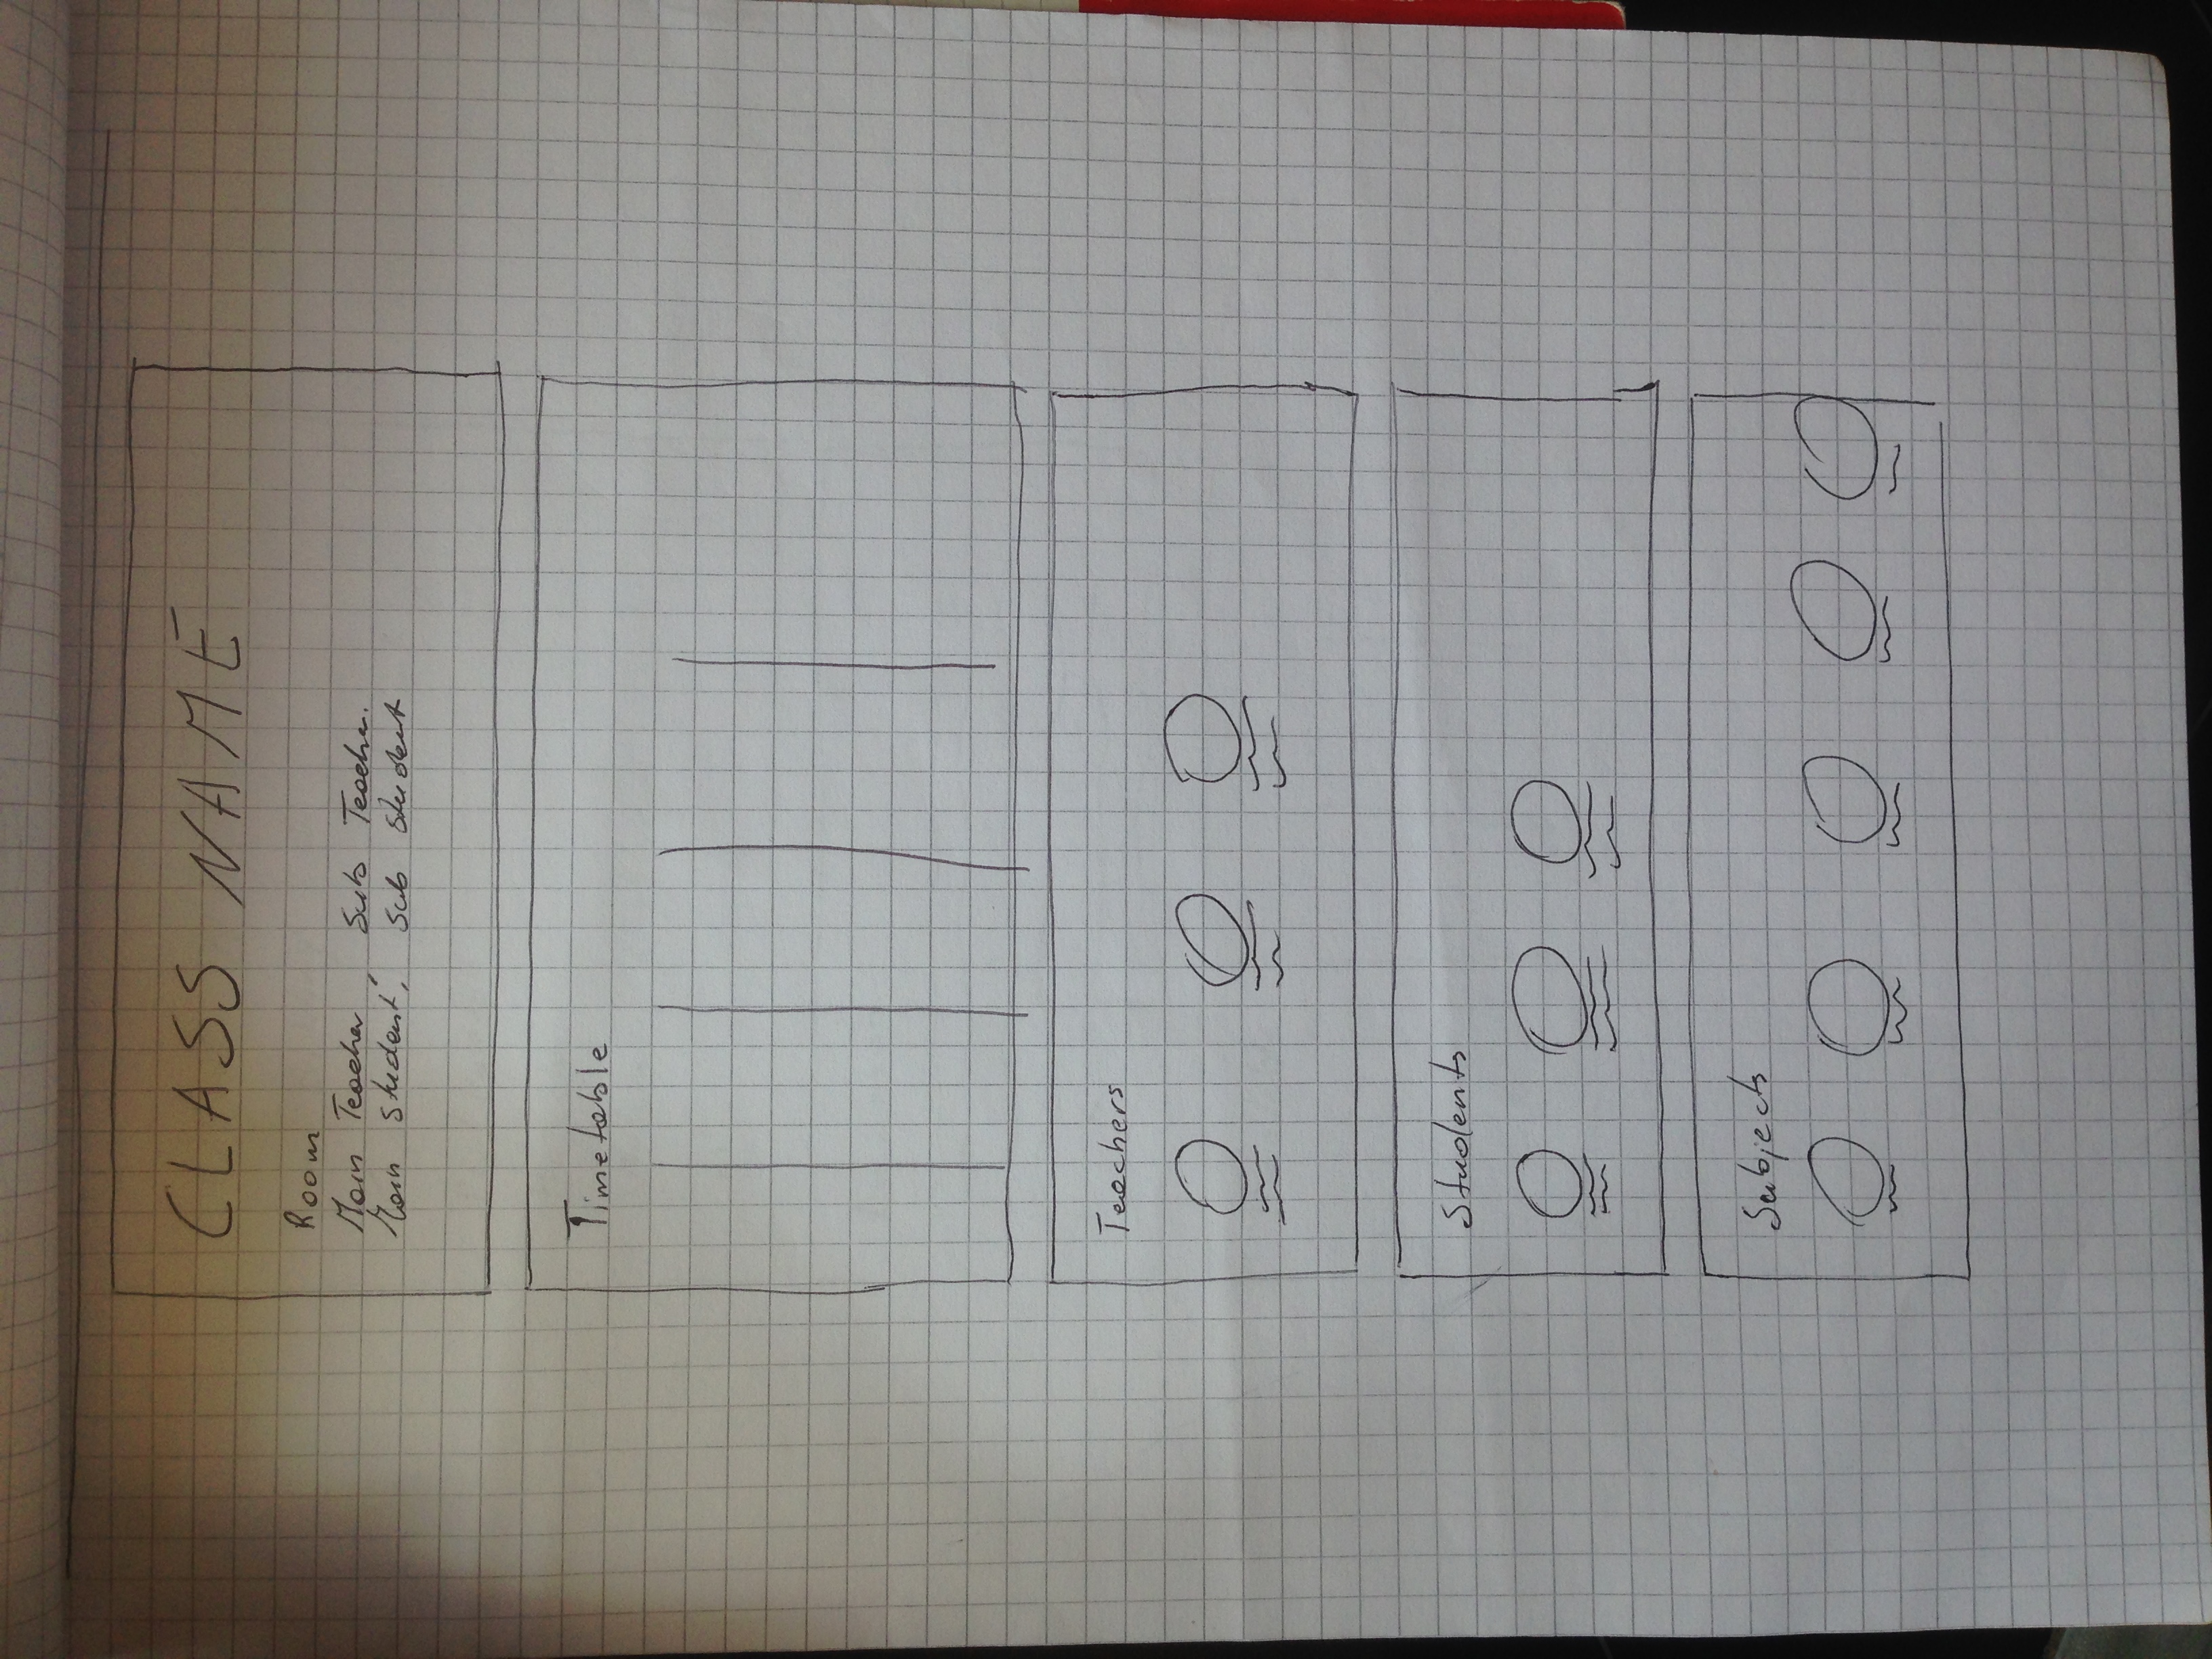 CLASS NAME
Room
Main Teacher, Sub Teacher.
Main Student, Sub Student
Timetable
Teachers
Students
Subjects